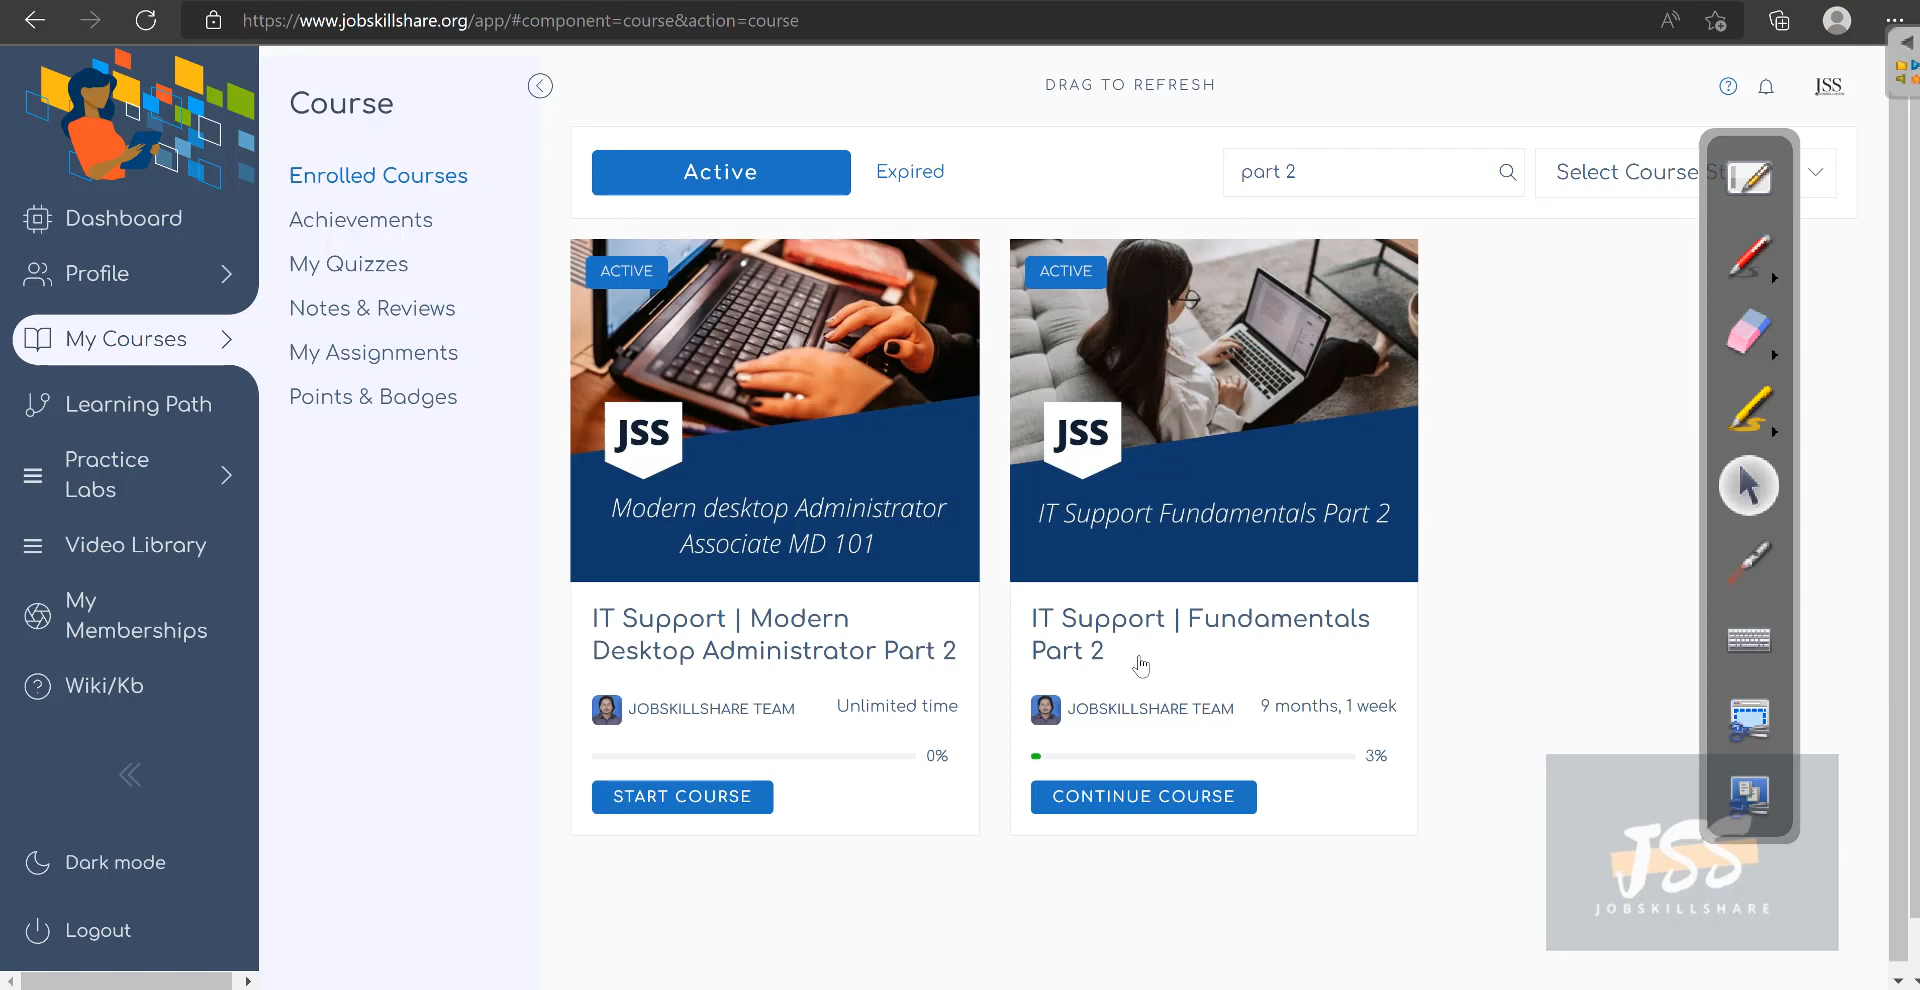 https://www.jobskillshare.org/app/#component=course&action=course
Dashboard
Profile
My Courses
Learning Path
Practice
Labs
Video Library
My
Memberships
Wiki/Kb
Dark mode
Logout
Course
Enrolled Courses
Achievements
My Quizzes
Notes & Reviews
My Assignments
Points & Badges
DRAG TO REFRESH
JSS
Active
Expired
part 2
Select Course St
ACTIVE
JSS
Modern desktop Administrator
Associate MD 101
IT Support | Modern
Desktop Administrator Part 2
JOBSKILLSHARE TEAM
Unlimited time
0%
START COURSE
ACTIVE
JSS
IT Support Fundamentals Part 2
IT Support | Fundamentals
Part 2
JOBSKILLSHARE TEAM
9 months, 1 week
3%
CONTINUE COURSE
JSS
JOBSKILLSHARE